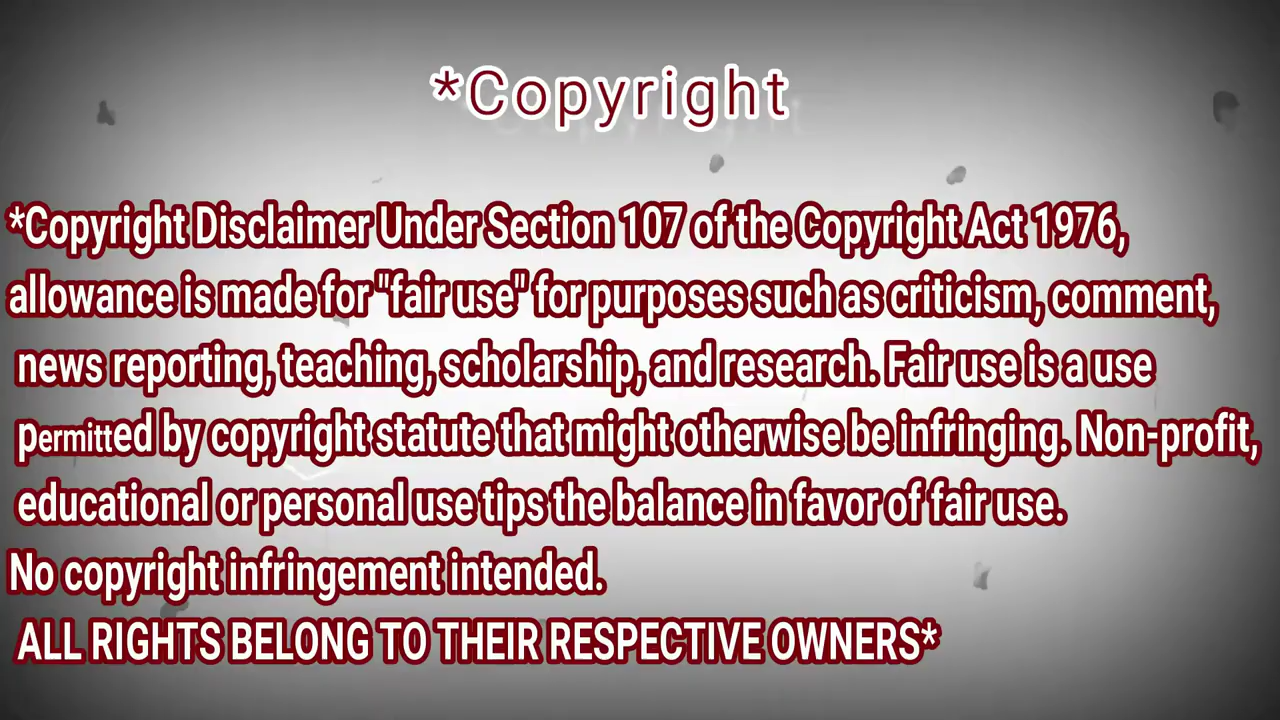 *Copyright
*Copyright Disclaimer Under Section 107 of the Copyright Act 1976,
allowance is made for "fair use" for purposes such as criticism, comment,
news reporting, teaching, scholarship, and research. Fair use is a use
permitted by copyright statute that might otherwise be infringing. Non-profit,
educational or personal use tips the balance in favor of fair use.
No copyright infringement intended.
ALL RIGHTS BELONG TO THEIR RESPECTIVE OWNERS*